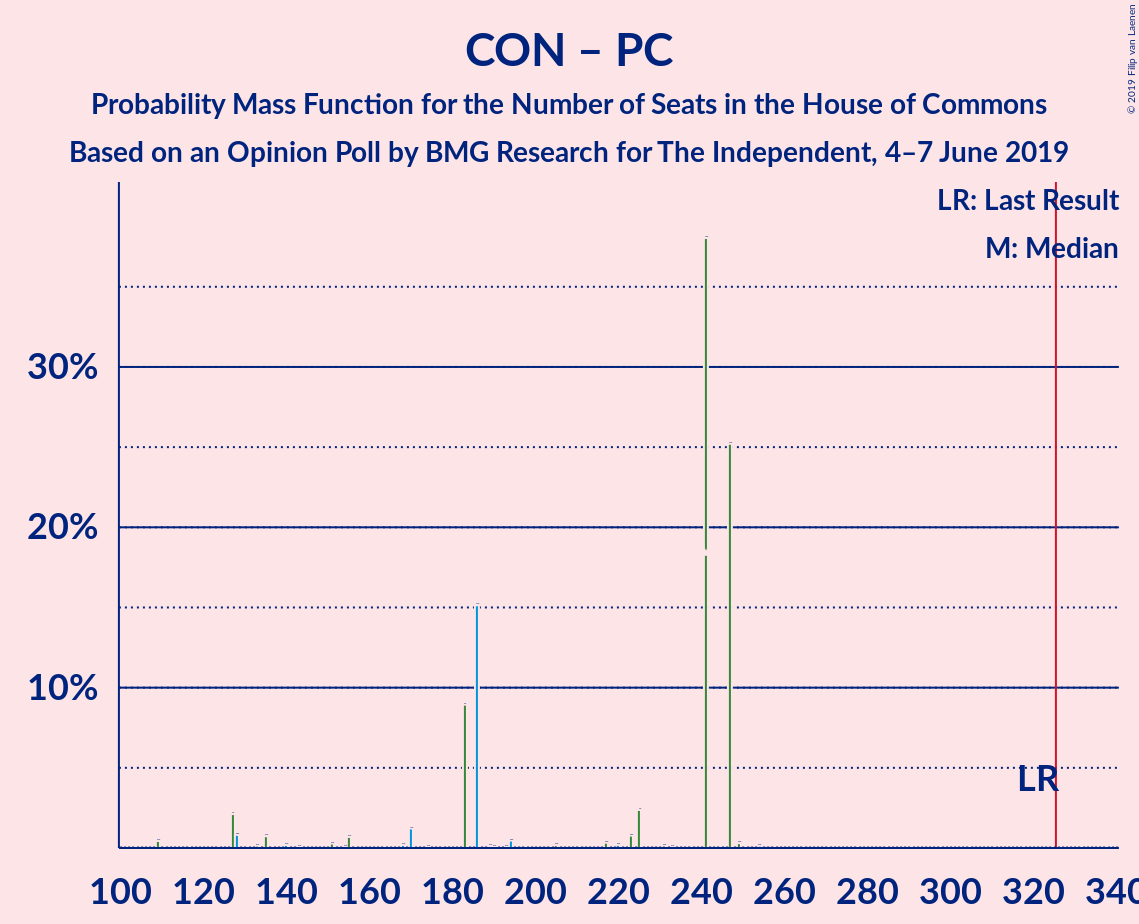 CON – PC
Probability Mass Function for the Number of Seats in the House of Commons
Based on an Opinion Poll by BMG Research for The Independent, 4–7 June 2019
© 2019 Filip van Laenen
LR: Last Result
M: Median
30%
20%
10%
LR
100 120 140 160 180 200 220 240 260 280 300 320 340